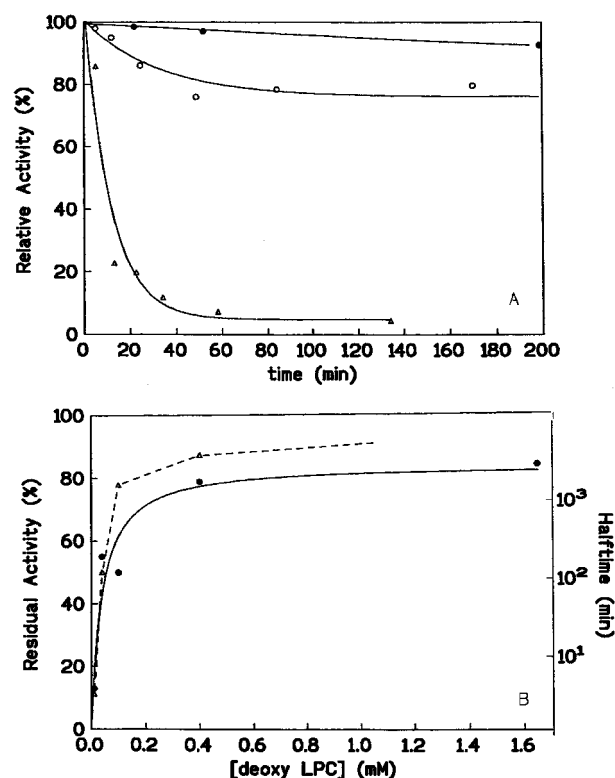 100
80
60
40
20
0
Relative Activity (%)
0 20 40 60 80 100 120 140 160 180 200
time (min)
A
100
80
60
40
20
0
Residual Activity (%)
10³
10²
10¹
Halftime (min)
0.0 0.2 0.4 0.6 0.8 1.0 1.2 1.4 1.6
[deoxy LPC] (mM)
B